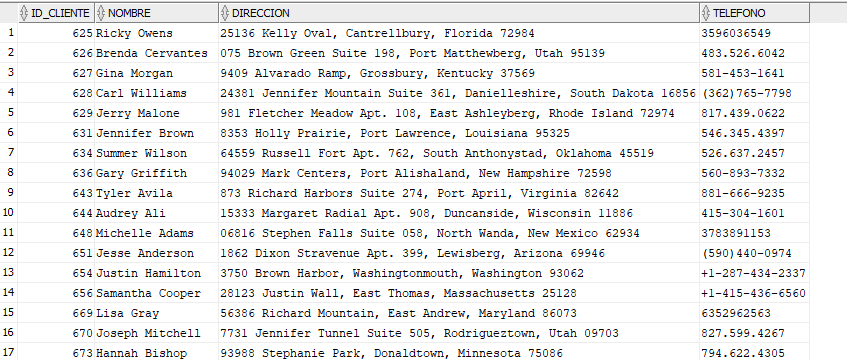 ID_CLIENTE NOMBRE DIRECCION TELEFONO
1 625 Ricky Owens 25136 Kelly Oval, Cantrellbury, Florida 72984 3596036549
2 626 Brenda Cervantes 075 Brown Green Suite 198, Port Matthewberg, Utah 95139 483.526.6042
3 627 Gina Morgan 9409 Alvarado Ramp, Grossbury, Kentucky 37569 581-453-1641
4 628 Carl Williams 24381 Jennifer Mountain Suite 361, Danielleshire, South Dakota 16856 (362)765-7798
5 629 Jerry Malone 981 Fletcher Meadow Apt. 108, East Ashleyberg, Rhode Island 72974 817.439.0622
6 631 Jennifer Brown 8353 Holly Prairie, Port Lawrence, Louisiana 95325 546.345.4397
7 634 Summer Wilson 64559 Russell Fort Apt. 762, South Anthonystad, Oklahoma 45519 526.637.2457
8 636 Gary Griffith 94029 Mark Centers, Port Alishaland, New Hampshire 72598 560-893-7332
9 643 Tyler Avila 873 Richard Harbors Suite 274, Port April, Virginia 82642 881-666-9235
10 644 Audrey Ali 15333 Margaret Radial Apt. 908, Duncanside, Wisconsin 11886 415-304-1601
11 648 Michelle Adams 06816 Stephen Falls Suite 058, North Wanda, New Mexico 62934 3783891153
12 651 Jesse Anderson 1862 Dixon Stravenue Apt. 399, Lewisberg, Arizona 69946 (590)440-0974
13 654 Justin Hamilton 3750 Brown Harbor, Washingtonmouth, Washington 93062 +1-287-434-2337
14 656 Samantha Cooper 28123 Justin Wall, East Thomas, Massachusetts 25128 +1-415-436-6560
15 669 Lisa Gray 56386 Richard Mountain, East Andrew, Maryland 86073 6352962563
16 670 Joseph Mitchell 7731 Jennifer Tunnel Suite 505, Rodrigueztown, Utah 09703 827.599.4267
17 673 Hannah Bishop 93988 Stephanie Park, Donaldtown, Minnesota 75086 794.622.4305